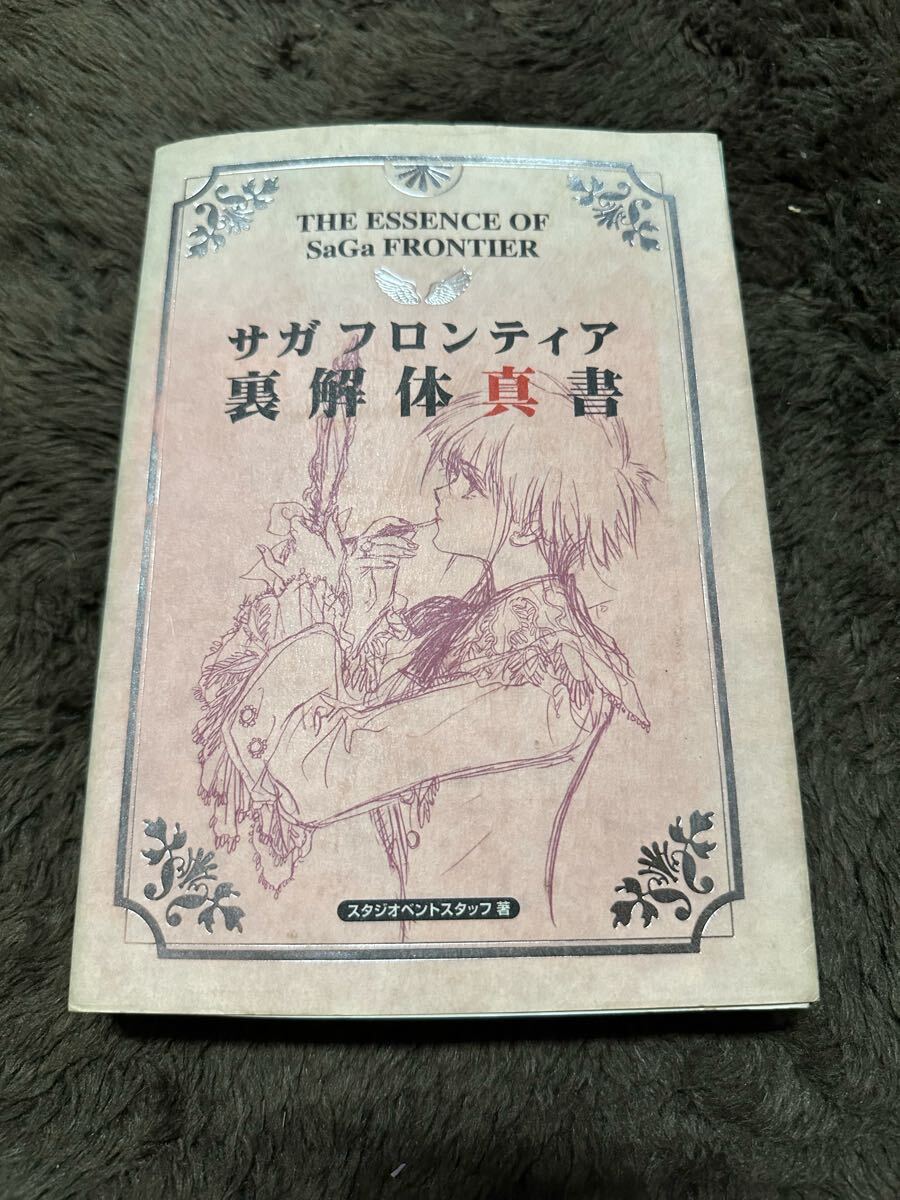 THE ESSENCE OF
SaGa FRONTIER
サガ フロンティア
裏解体真書
スタジオベントスタッフ 著